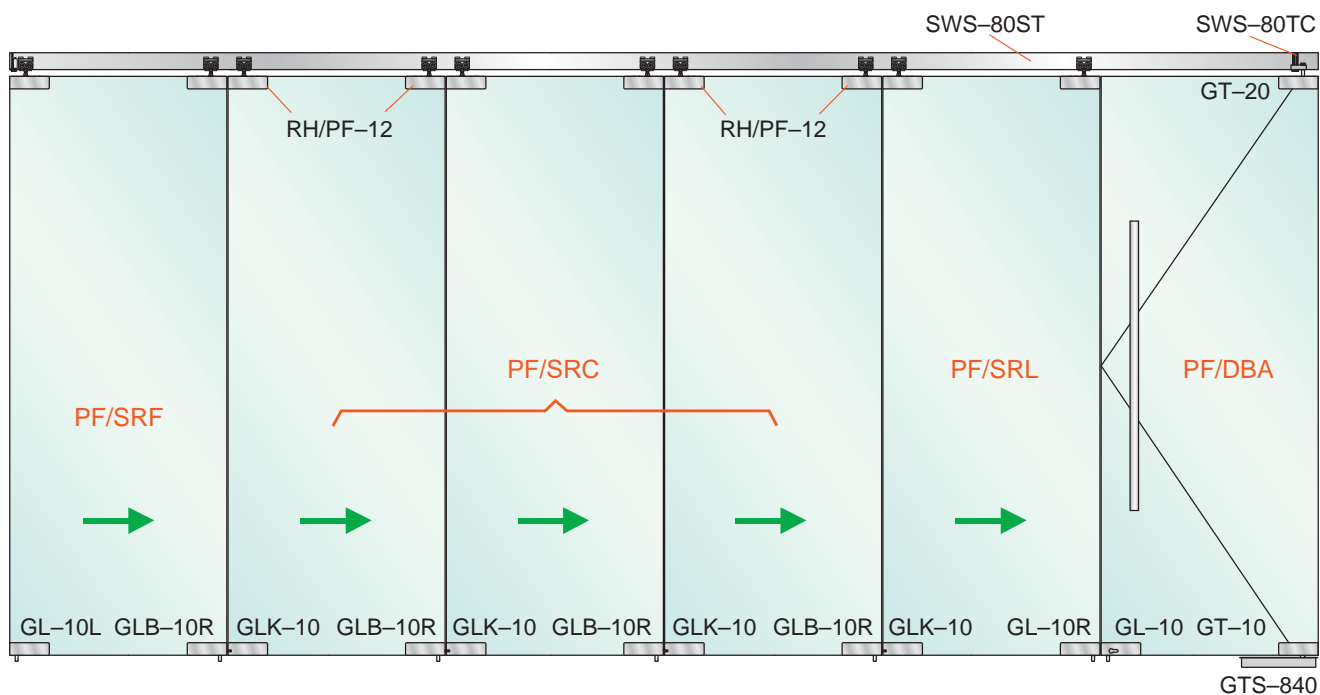 SWS–80ST SWS–80TC
GT–20
RH/PF–12 RH/PF–12
PF/SRC PF/SRL PF/DBA
PF/SRF
GL–10L GLB–10R GLK–10 GLB–10R GLK–10 GLB–10R GLK–10 GLB–10R GLK–10 GL–10R GL–10 GT–10
GTS–840